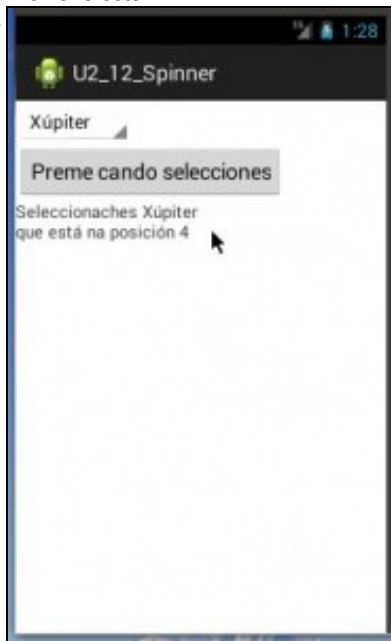 1:28
U2_12_Spinner
Xúpiter
Preme cando selecciones
Seleccionaches Xúpiter
que está na posición 4